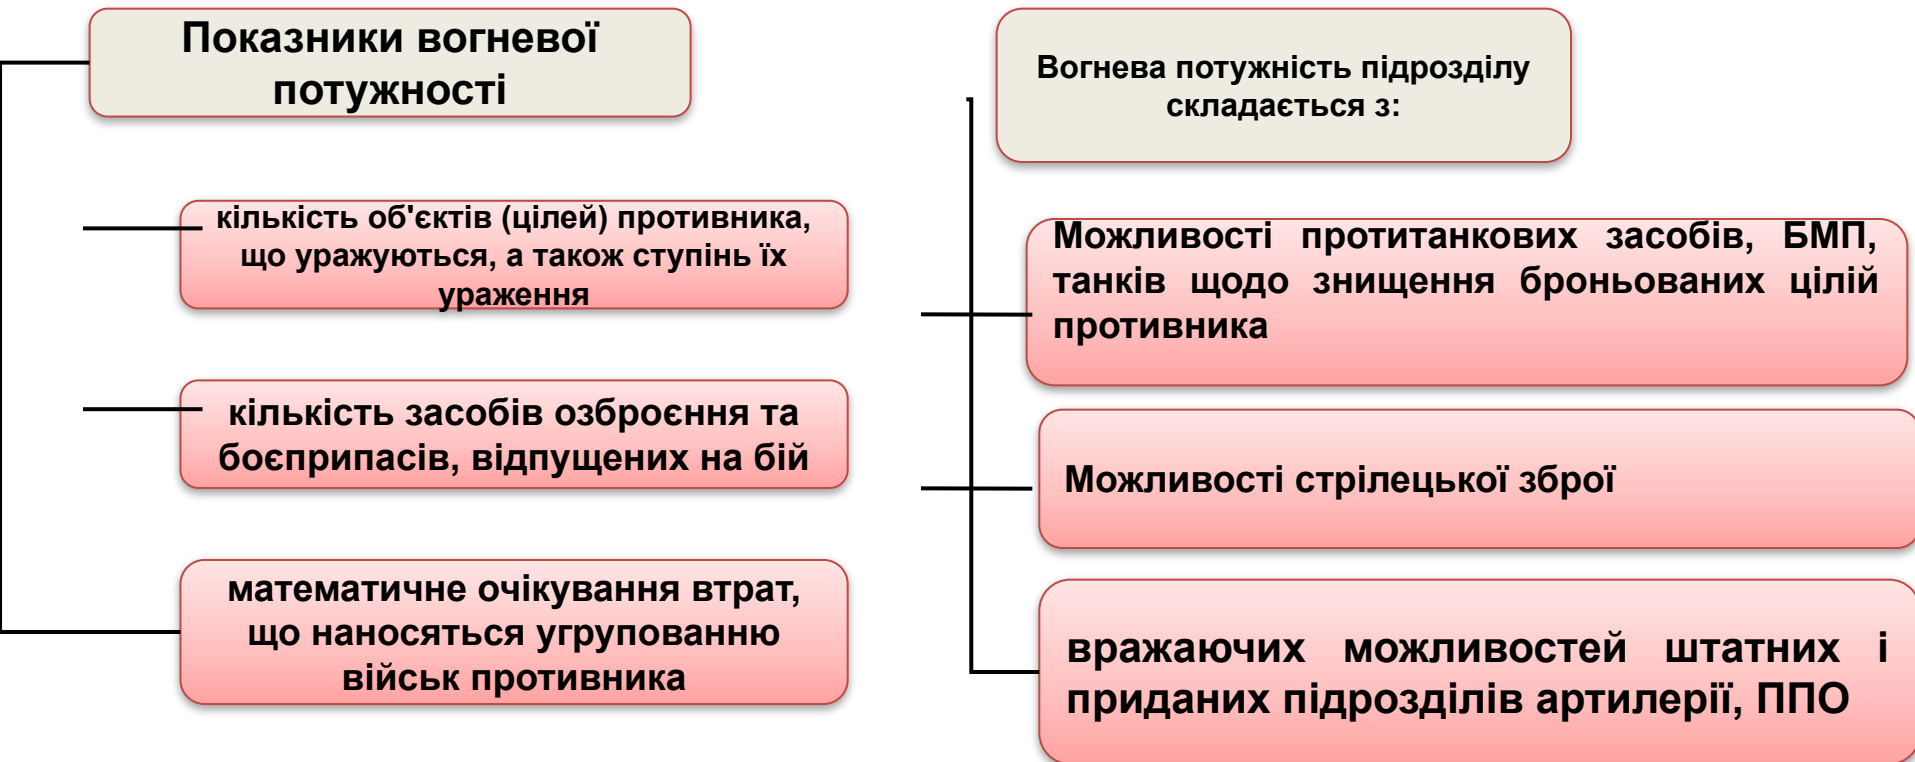 Показники вогневої
потужності
кількість об'єктів (цілей) противника,
що уражуються, а також ступінь їх
ураження
кількість засобів озброєння та
боєприпасів, відпущених на бій
математичне очікування втрат,
що наносяться угрупованню
військ противника
Вогнева потужність підрозділу
складається з:
Можливості протитанкових засобів, БМП,
танків щодо знищення броньованих цілій
противника
Можливості стрілецької зброї
вражаючих можливостей штатних і
приданих підрозділів артилерії, ППО